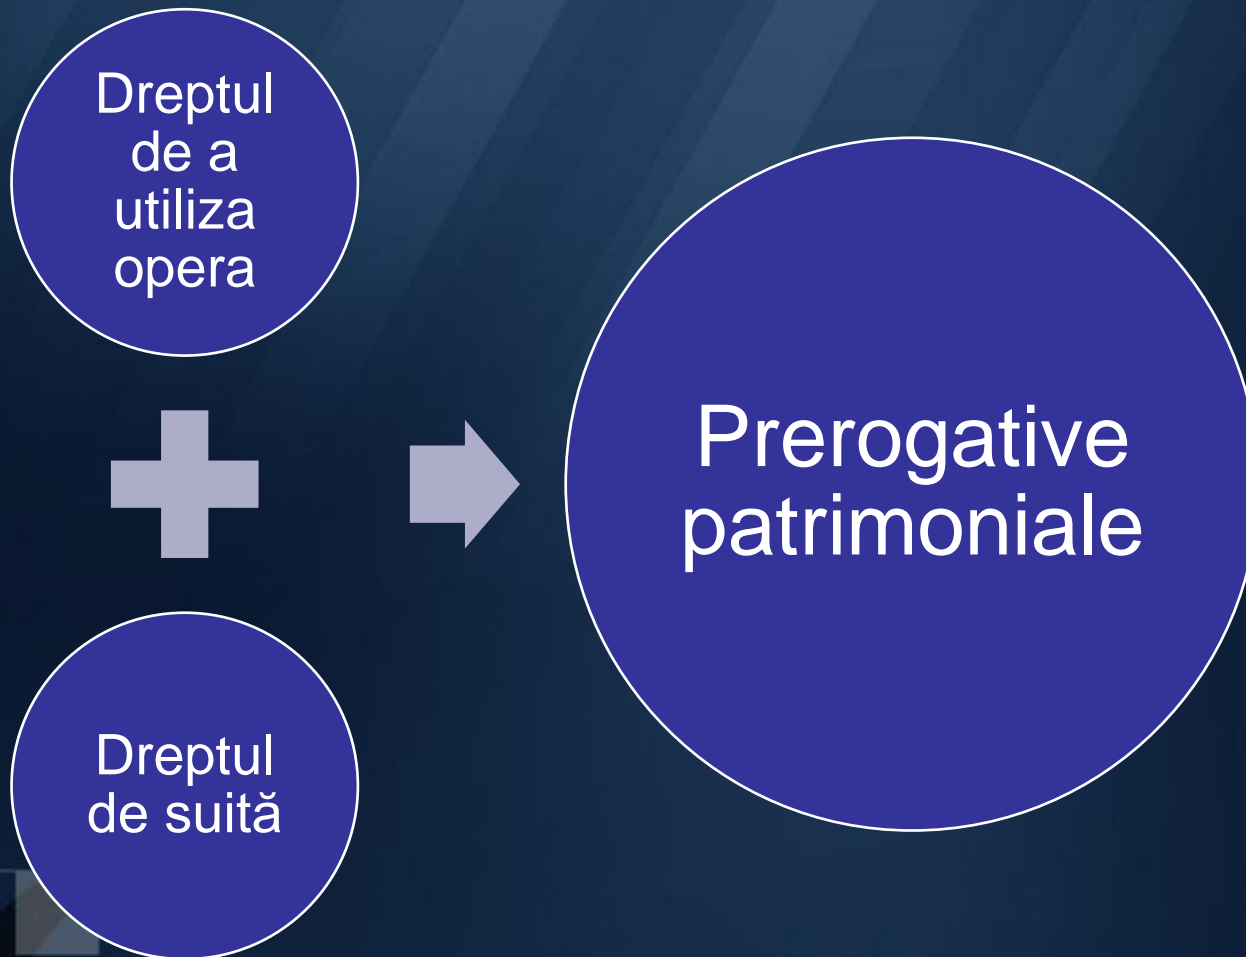 Dreptul
de a
utiliza
opera
Dreptul
de suită
Prerogative
patrimoniale